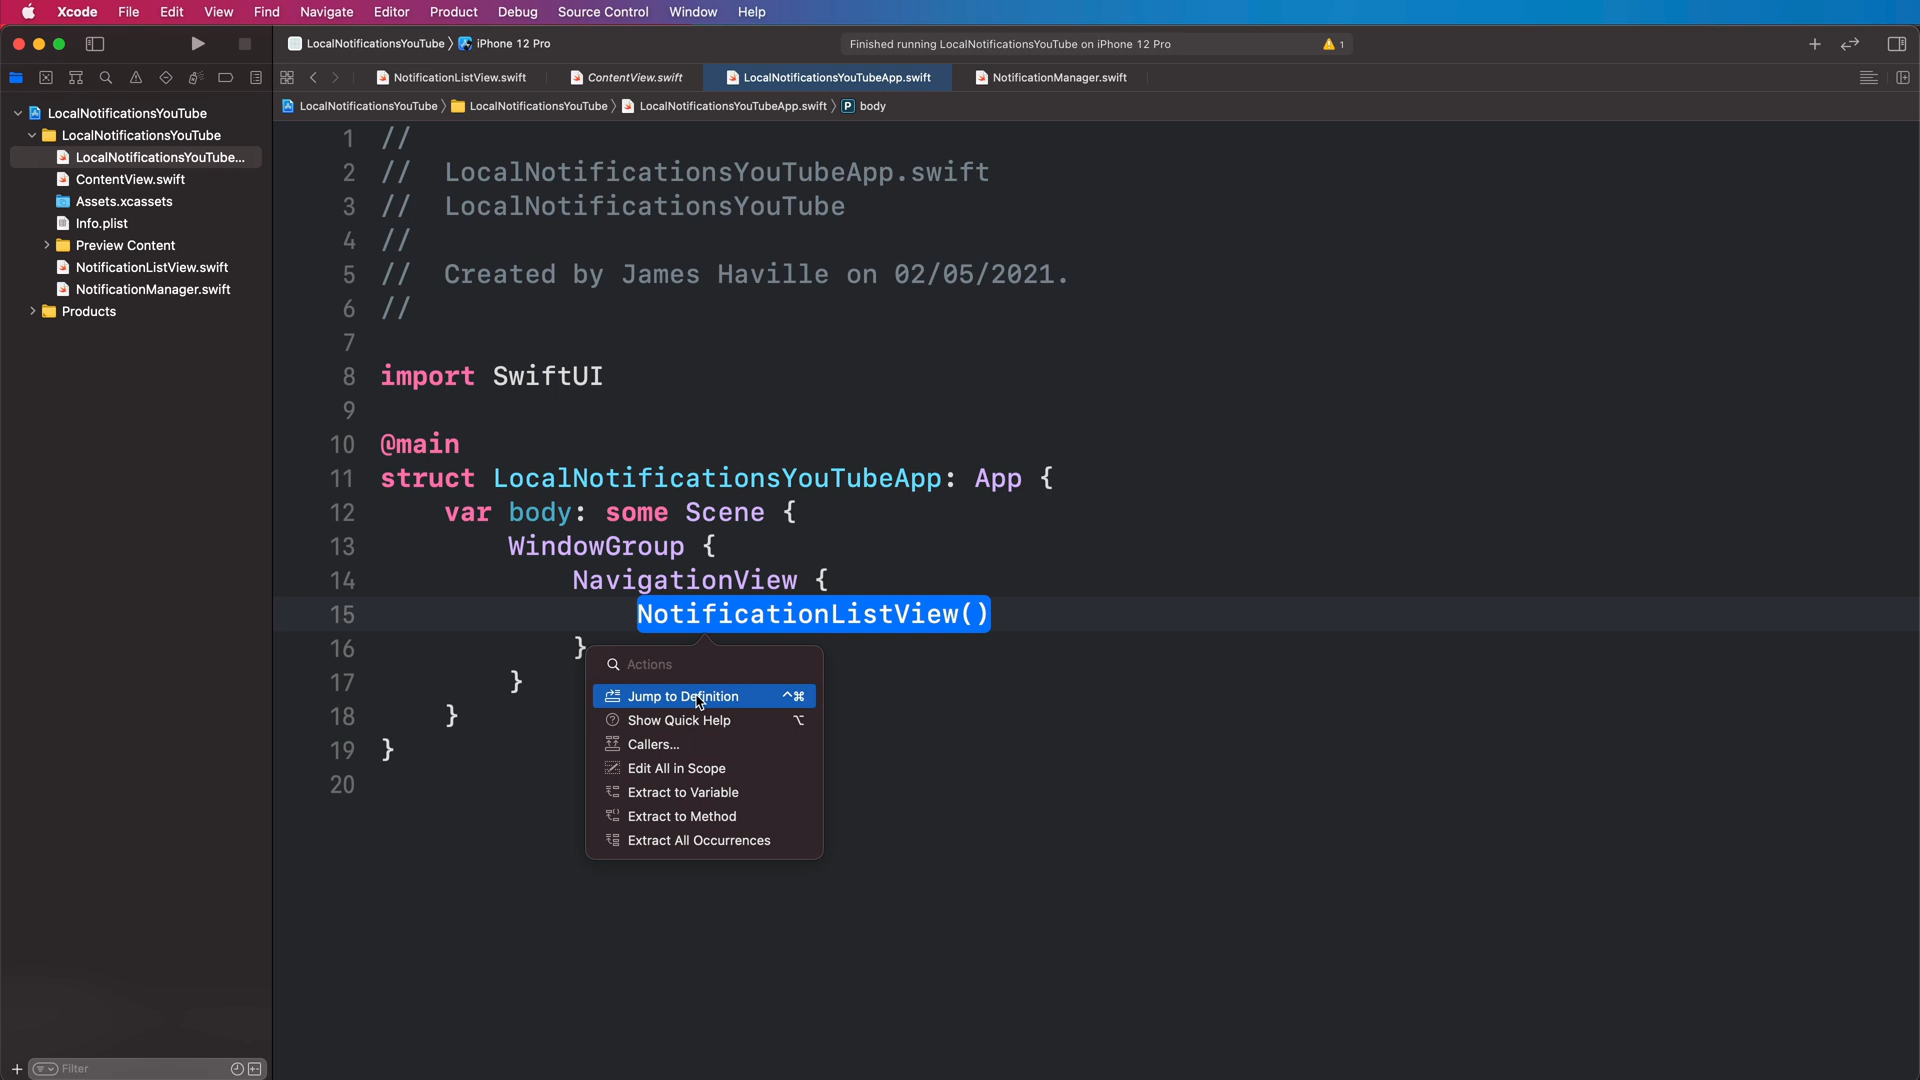 Xcode File Edit View Find Navigate Editor Product Debug Source Control Window Help
LocalNotificationsYouTube iPhone 12 Pro
Finished running LocalNotificationsYouTube on iPhone 12 Pro 1
NotificationListView.swift ContentView.swift LocalNotificationsYouTubeApp.swift NotificationManager.swift
LocalNotificationsYouTube LocalNotificationsYouTube LocalNotificationsYouTubeApp.swift P body
LocalNotificationsYouTube
LocalNotificationsYouTube
LocalNotificationsYouTube...
ContentView.swift
Assets.xcassets
Info.plist
Preview Content
NotificationListView.swift
NotificationManager.swift
Products
Filter
1 //
2 // LocalNotificationsYouTubeApp.swift
3 // LocalNotificationsYouTube
4 //
5 // Created by James Haville on 02/05/2021.
6 //
7
8 import SwiftUI
9
10 @main
11 struct LocalNotificationsYouTubeApp: App {
12 var body: some Scene {
13 WindowGroup {
14 NavigationView {
15 NotificationListView()
16 }
17 }
18 }
19 }
20
Actions
Jump to Definition ^⌘
Show Quick Help ⌥
Callers...
Edit All in Scope
Extract to Variable
Extract to Method
Extract All Occurrences